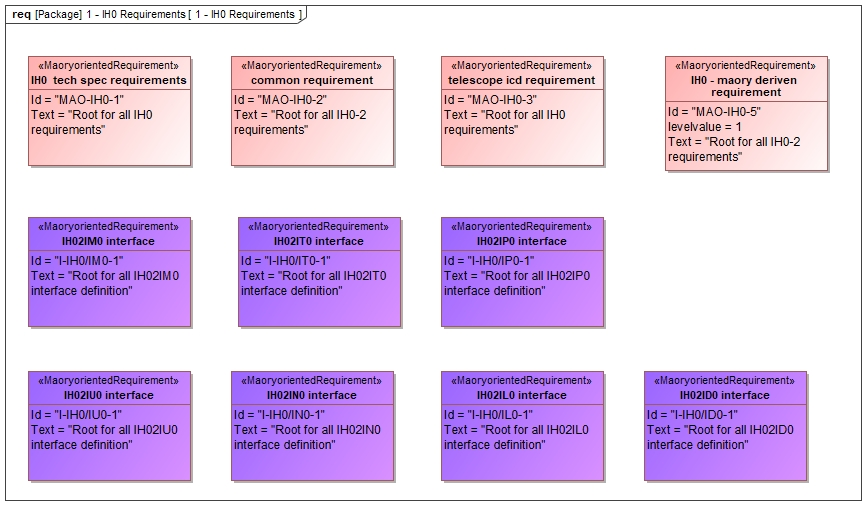 req [Package] 1 - IH0 Requirements [ 1 - IH0 Requirements ]
«MaoryorientedRequirement»
IH0 tech spec requirements
Id = "MAO-IH0-1"
Text = "Root for all IH0
requirements"
«MaoryorientedRequirement»
common requirement
Id = "MAO-IH0-2"
Text = "Root for all IH0-2
requirements"
«MaoryorientedRequirement»
telescope icd requirement
Id = "MAO-IH0-3"
Text = "Root for all IH0
requirements"
«MaoryorientedRequirement»
IH0 - maory deriven
requirement
Id = "MAO-IH0-5"
levelvalue = 1
Text = "Root for all IH0-2
requirements"
«MaoryorientedRequirement»
IH02IM0 interface
Id = "I-IH0/IM0-1"
Text = "Root for all IH02IM0
interface definition"
«MaoryorientedRequirement»
IH02IT0 interface
Id = "I-IH0/IT0-1"
Text = "Root for all IH02IT0
interface definition"
«MaoryorientedRequirement»
IH02IP0 interface
Id = "I-IH0/IP0-1"
Text = "Root for all IH02IP0
interface definition"
«MaoryorientedRequirement»
IH02IU0 interface
Id = "I-IH0/IU0-1"
Text = "Root for all IH02IU0
interface definition"
«MaoryorientedRequirement»
IH02IN0 interface
Id = "I-IH0/IN0-1"
Text = "Root for all IH02IN0
interface definition"
«MaoryorientedRequirement»
IH02IL0 interface
Id = "I-IH0/IL0-1"
Text = "Root for all IH02IL0
interface definition"
«MaoryorientedRequirement»
IH02ID0 interface
Id = "I-IH0/ID0-1"
Text = "Root for all IH02ID0
interface definition"